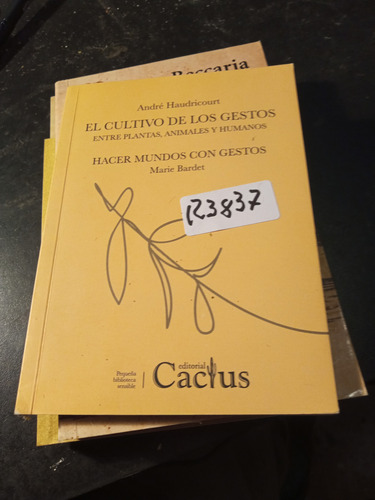 Beccaria
André Haudricourt
EL CULTIVO DE LOS GESTOS
ENTRE PLANTAS, ANIMALES Y HUMANOS
HACER MUNDOS CON GESTOS
Marie Bardet
R3837
Pequeña
biblioteca
sensible
editorial
Cactus